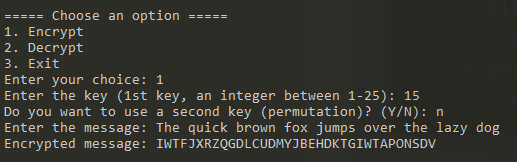 ===== Choose an option =====
1. Encrypt
2. Decrypt
3. Exit
Enter your choice: 1
Enter the key (1st key, an integer between 1-25): 15
Do you want to use a second key (permutation)? (Y/N): n
Enter the message: The quick brown fox jumps over the lazy dog
Encrypted message: IWTFJXRZQGDLCUDMYJBEHDKTGIWTAPONSDV